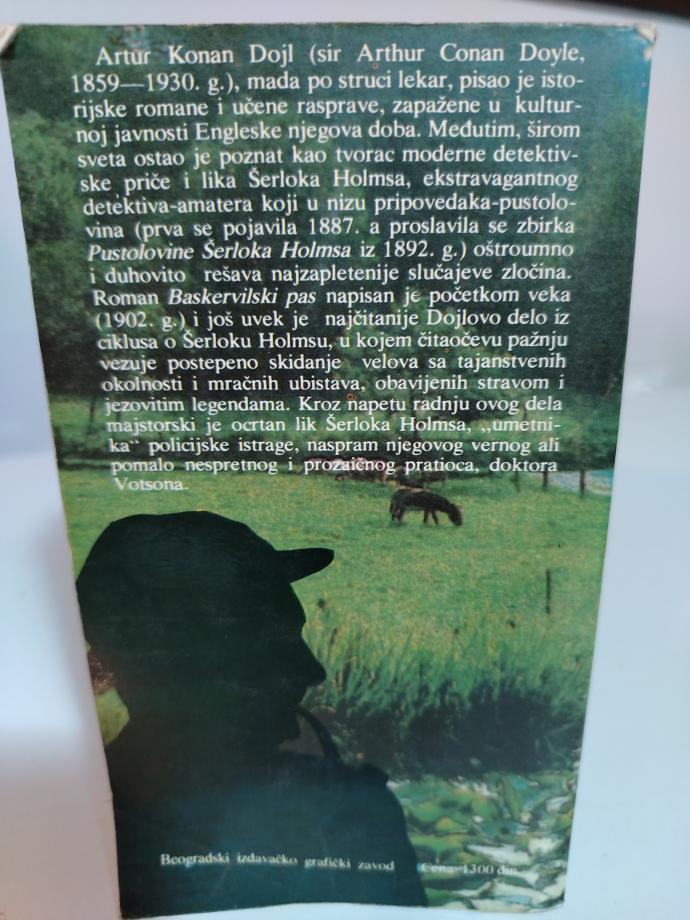 Artur Konan Dojl (sir Arthur Conan Doyle,
1859—1930. g.), mada po struci lekar, pisao je isto-
rijske romane i učene rasprave, zapažene u kultur-
noj javnosti Engleske njegova doba. Međutim, širom
sveta ostao je poznat kao tvorac moderne detektiv-
ske priče i lika Šerloka Holmsa, ekstravagantnog
detektiva-amatera koji u nizu pripovedaka-pustolo-
vina (prva se pojavila 1887. a proslavila se zbirka
Pustolovine Šerloka Holmsa iz 1892. g.) oštroumno
i duhovito rešava najzapletenije slučajeve zločina.
Roman Baskervilski pas napisan je početkom veka
(1902. g.) i još uvek je najčitanije Dojlovo delo iz
ciklusa o Šerloku Holmsu, u kojem čitaočevu pažnju
vezuje postepeno skidanje velova sa tajanstvenih
okolnosti i mračnih ubistava, obavijenih stravom i
jezovitim legendama. Kroz napetu radnju ovog dela
majstorski je ocrtan lik Šerloka Holmsa, „umetni-
ka“ policijske istrage, naspram njegovog vernog ali
pomalo nespretnog i prozaičnog pratioca, doktora
Votsona.
Beogradski izdavačko grafički zavod Cena 1300 din